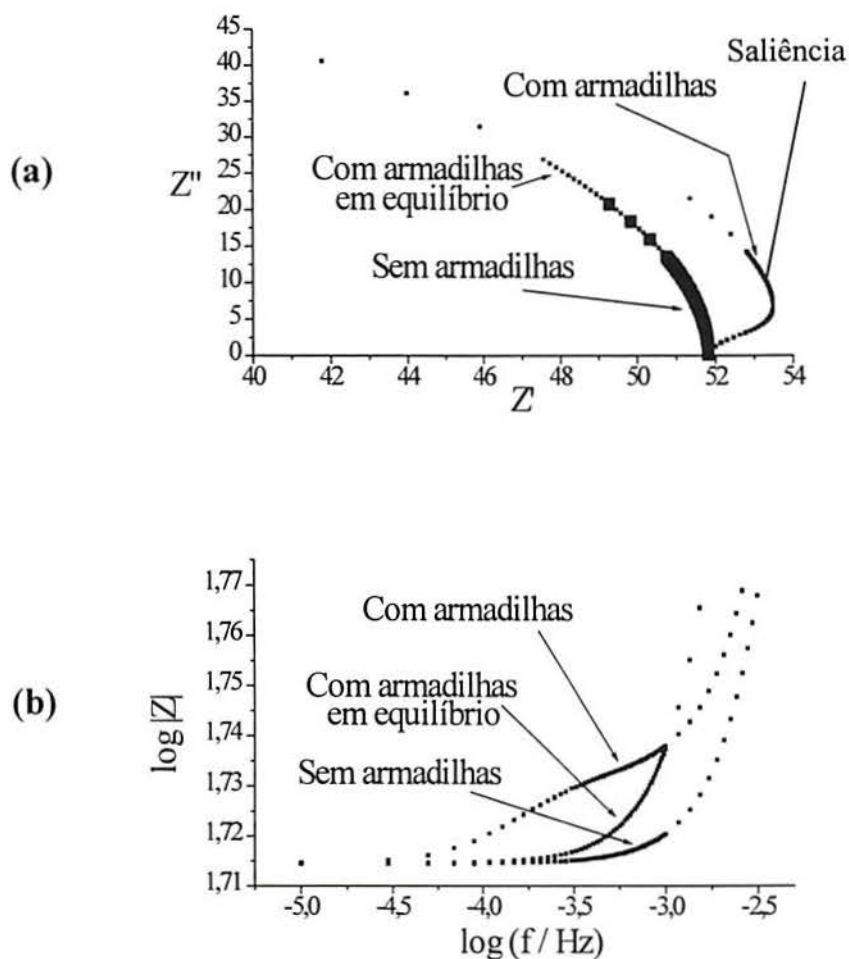 (a)
Z''
45
40
35
30
25
20
15
10
5
0
40
42
44
46
48
50
52
54
Z'
Saliência
Com armadilhas
Com armadilhas
em equilíbrio
Sem armadilhas
(b)
log |Z|
1,77
1,76
1,75
1,74
1,73
1,72
1,71
-5,0
-4,5
-4,0
-3,5
-3,0
-2,5
log (f / Hz)
Com armadilhas
Com armadilhas
em equilíbrio
Sem armadilhas